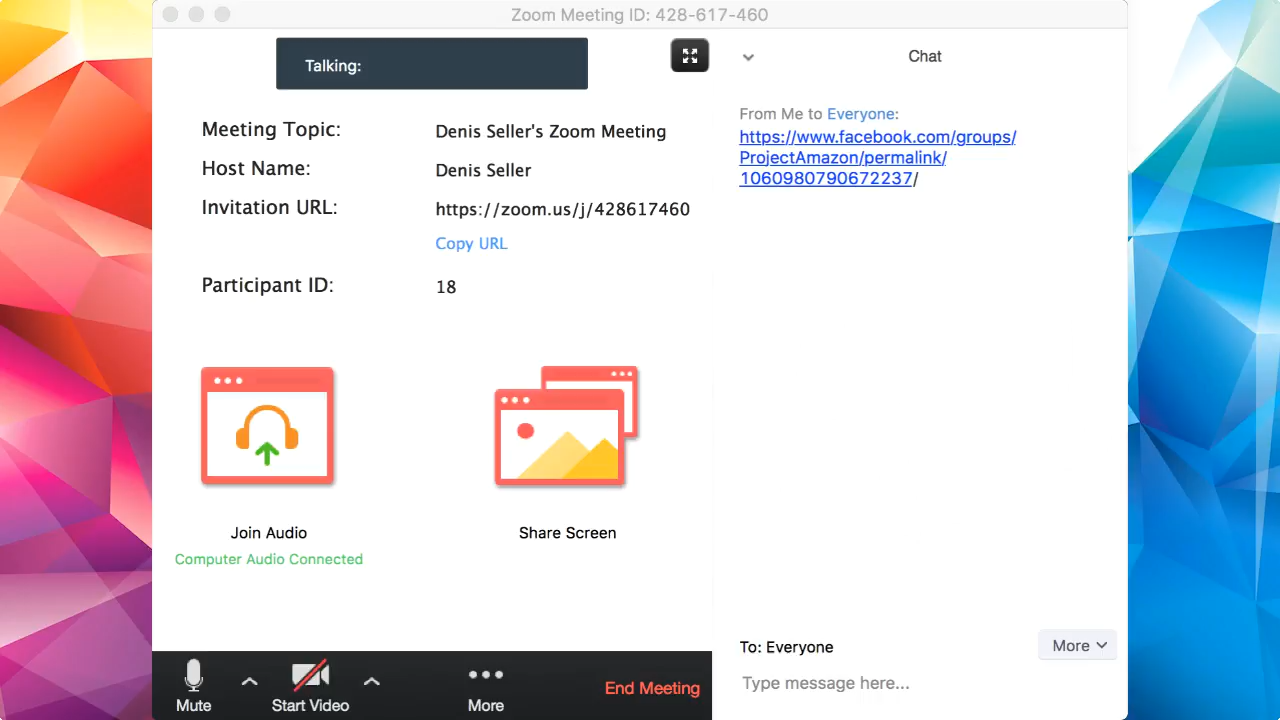 Zoom Meeting ID: 428-617-460
Talking:
Meeting Topic: Denis Seller's Zoom Meeting
Host Name: Denis Seller
Invitation URL: https://zoom.us/j/428617460
Copy URL
Participant ID: 18
Join Audio
Computer Audio Connected
Share Screen
Mute
Start Video
More
End Meeting
Chat
From Me to Everyone:
https://www.facebook.com/groups/
ProjectAmazon/permalink/
1060980790672237/
To: Everyone
More
Type message here...